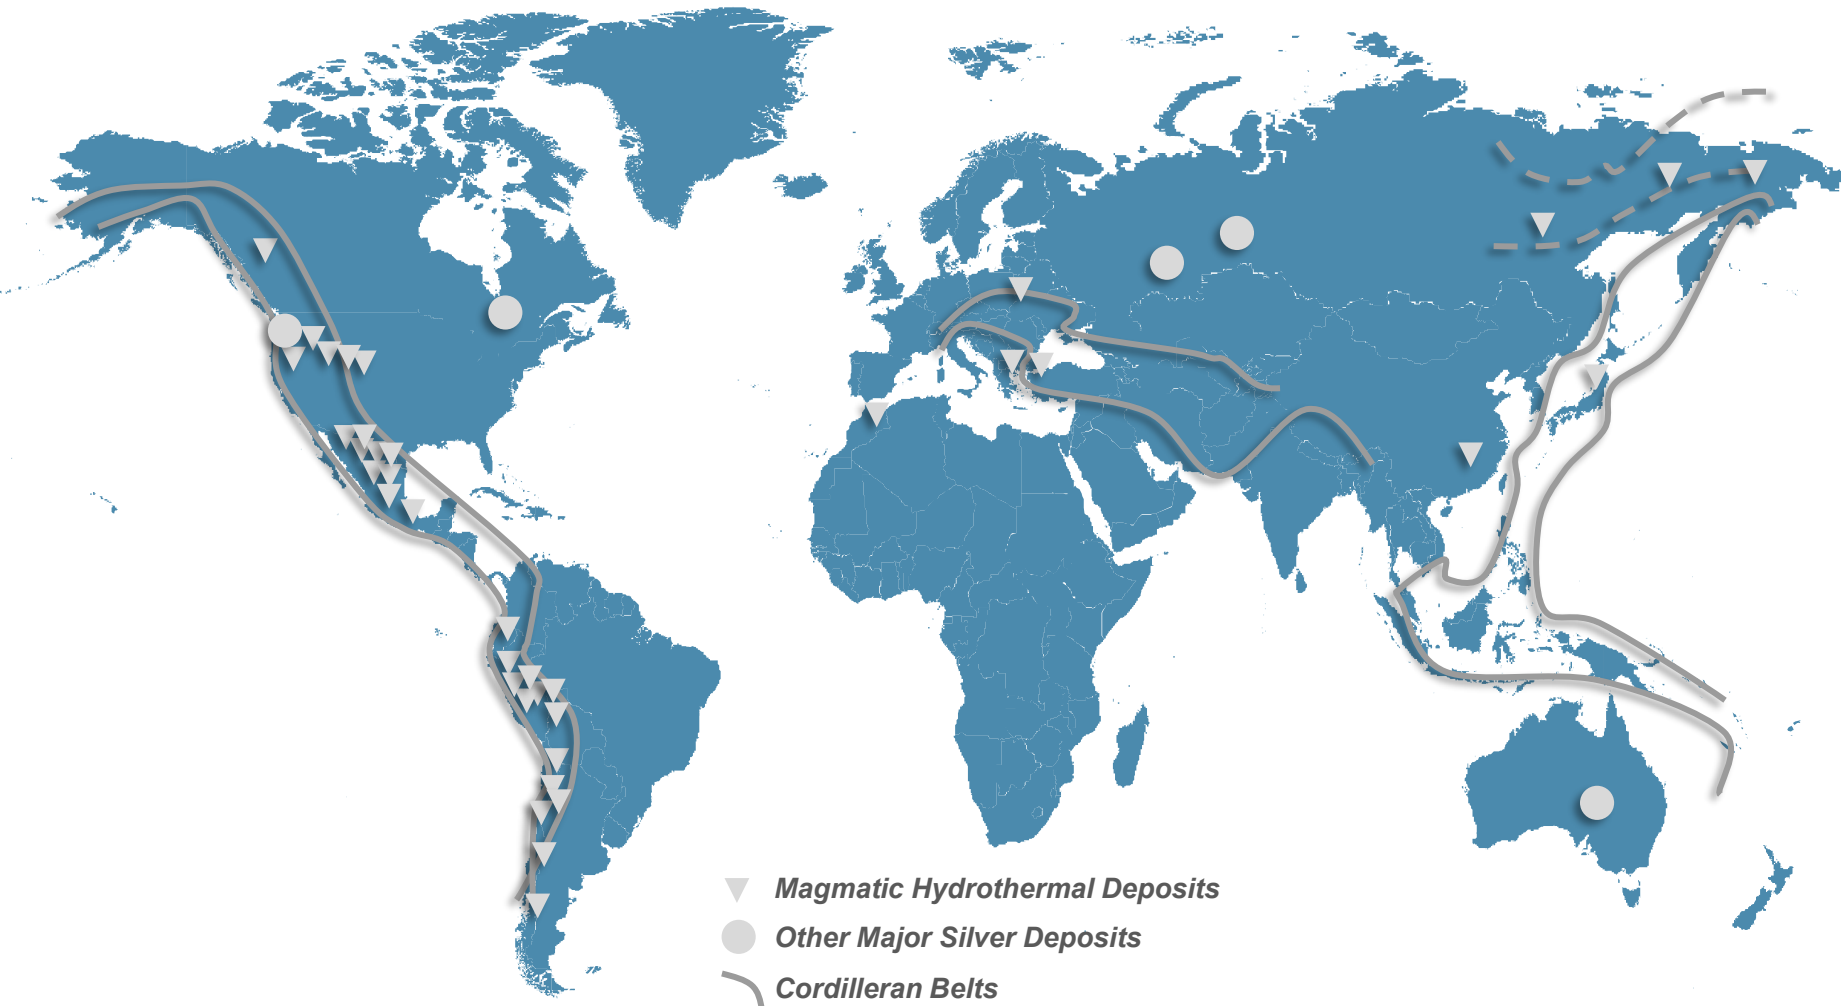 Magmatic Hydrothermal Deposits
Other Major Silver Deposits
Cordilleran Belts